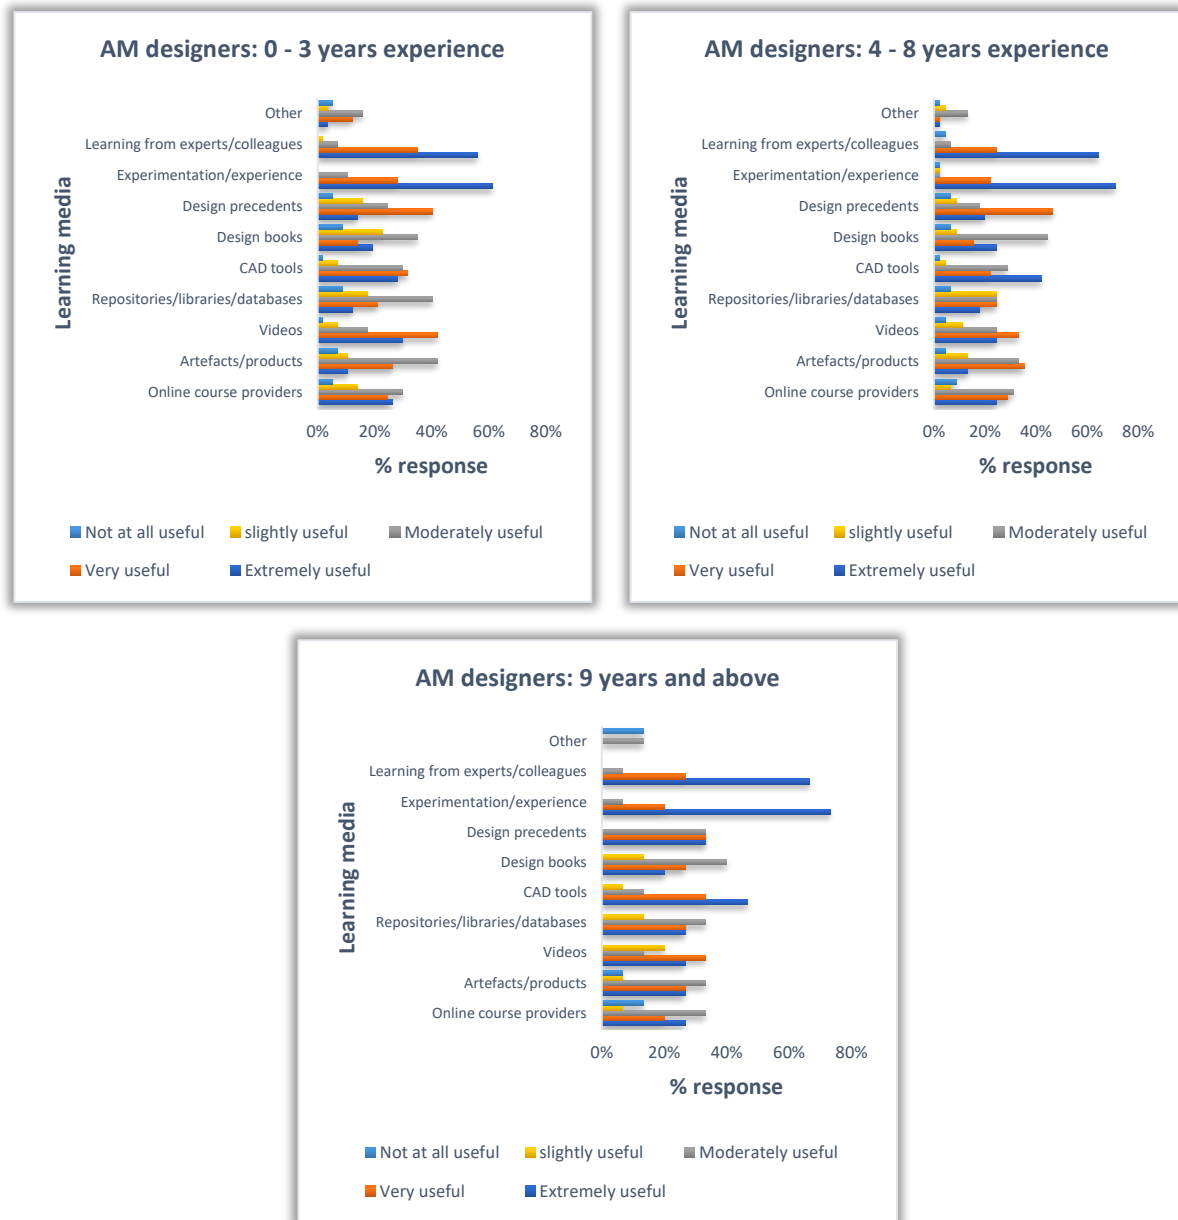 AM designers: 0 - 3 years experience
Learning media
Other
Learning from experts/colleagues
Experimentation/experience
Design precedents
Design books
CAD tools
Repositories/libraries/databases
Videos
Artefacts/products
Online course providers
0% 20% 40% 60% 80%
% response
Not at all useful slightly useful Moderately useful
Very useful Extremely useful
AM designers: 4 - 8 years experience
Learning media
Other
Learning from experts/colleagues
Experimentation/experience
Design precedents
Design books
CAD tools
Repositories/libraries/databases
Videos
Artefacts/products
Online course providers
0% 20% 40% 60% 80%
% response
Not at all useful slightly useful Moderately useful
Very useful Extremely useful
AM designers: 9 years and above
Learning media
Other
Learning from experts/colleagues
Experimentation/experience
Design precedents
Design books
CAD tools
Repositories/libraries/databases
Videos
Artefacts/products
Online course providers
0% 20% 40% 60% 80%
% response
Not at all useful slightly useful Moderately useful
Very useful Extremely useful